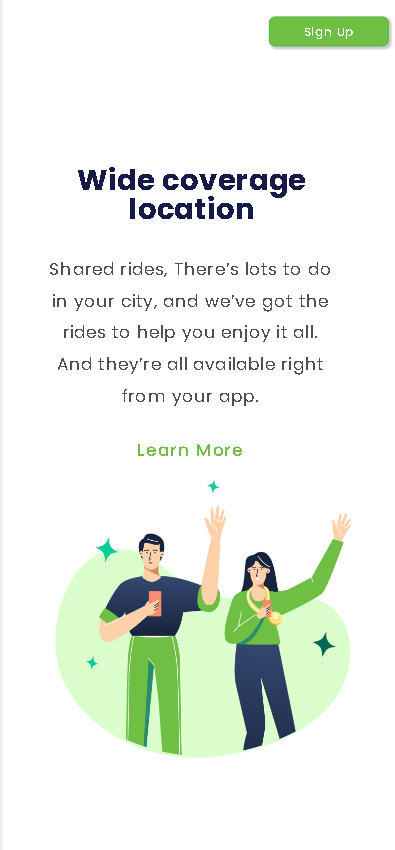 Sign Up
Wide coverage
location
Shared rides, There's lots to do
in your city, and we've got the
rides to help you enjoy it all.
And they're all available right
from your app.
Learn More